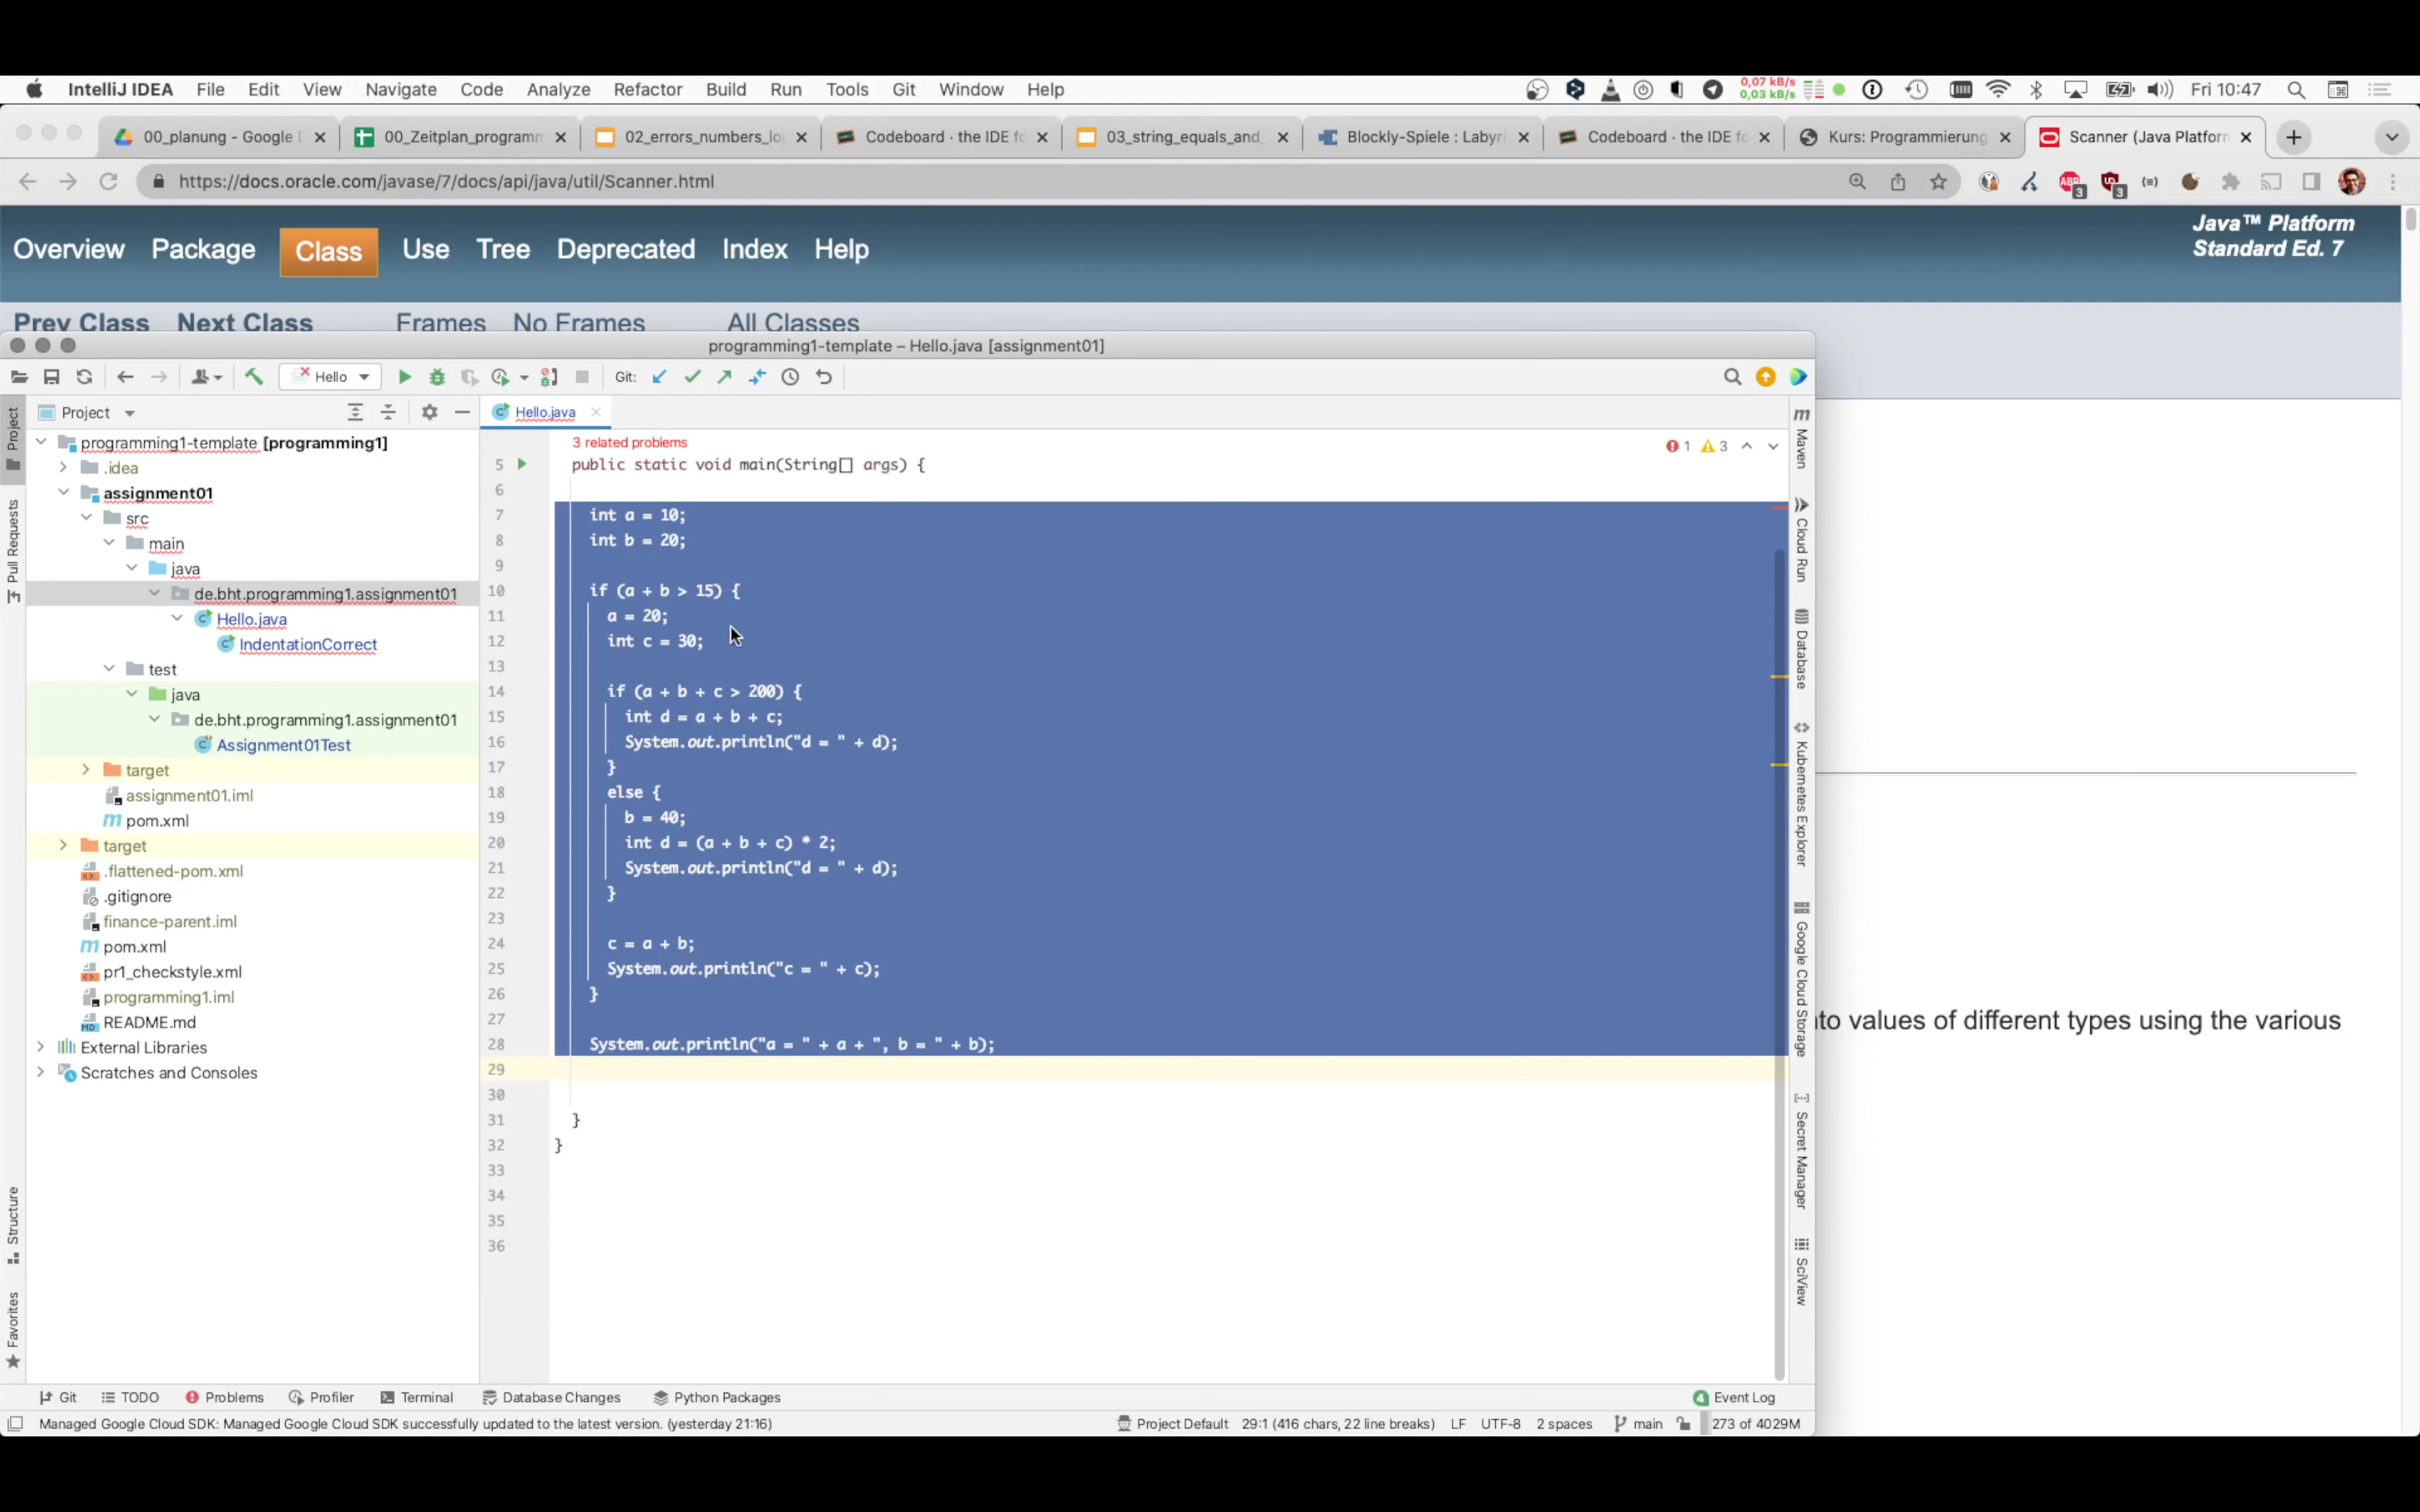 IntelliJ IDEA File Edit View Navigate Code Analyze Refactor Build Run Tools Git Window Help 0,07 kB/s 0,03 kB/s Fri 10:47
00_planung - Google D 00_Zeitplan_programm 02_errors_numbers_lo Codeboard · the IDE fo 03_string_equals_and_ Blockly-Spiele : Labyri Codeboard · the IDE fo Kurs: Programmierung Scanner (Java Platform
https://docs.oracle.com/javase/7/docs/api/java/util/Scanner.html
Overview Package Class Use Tree Deprecated Index Help
Java™ Platform
Standard Ed. 7
Prev Class Next Class Frames No Frames All Classes
programming1-template – Hello.java [assignment01]
Hello Git:
Project
Hello.java
programming1-template [programming1]
.idea
assignment01
src
main
java
de.bht.programming1.assignment01
Hello.java
IndentationCorrect
test
java
de.bht.programming1.assignment01
Assignment01Test
target
assignment01.iml
pom.xml
target
.flattened-pom.xml
.gitignore
finance-parent.iml
pom.xml
pr1_checkstyle.xml
programming1.iml
README.md
External Libraries
Scratches and Consoles
Project
Pull Requests
Structure
Favorites
3 related problems
1 3
5 public static void main(String[] args) {
6
7 int a = 10;
8 int b = 20;
9
10 if (a + b > 15) {
11 a = 20;
12 int c = 30;
13
14 if (a + b + c > 200) {
15 int d = a + b + c;
16 System.out.println("d = " + d);
17 }
18 else {
19 b = 40;
20 int d = (a + b + c) * 2;
21 System.out.println("d = " + d);
22 }
23
24 c = a + b;
25 System.out.println("c = " + c);
26 }
27
28 System.out.println("a = " + a + ", b = " + b);
29
30
31 }
32 }
33
34
35
36
Maven
Cloud Run
Database
Kubernetes Explorer
Google Cloud Storage
Secret Manager
SciView
nto values of different types using the various
Git TODO Problems Profiler Terminal Database Changes Python Packages 4 Event Log
Managed Google Cloud SDK: Managed Google Cloud SDK successfully updated to the latest version. (yesterday 21:16) Project Default 29:1 (416 chars, 22 line breaks) LF UTF-8 2 spaces main 273 of 4029M